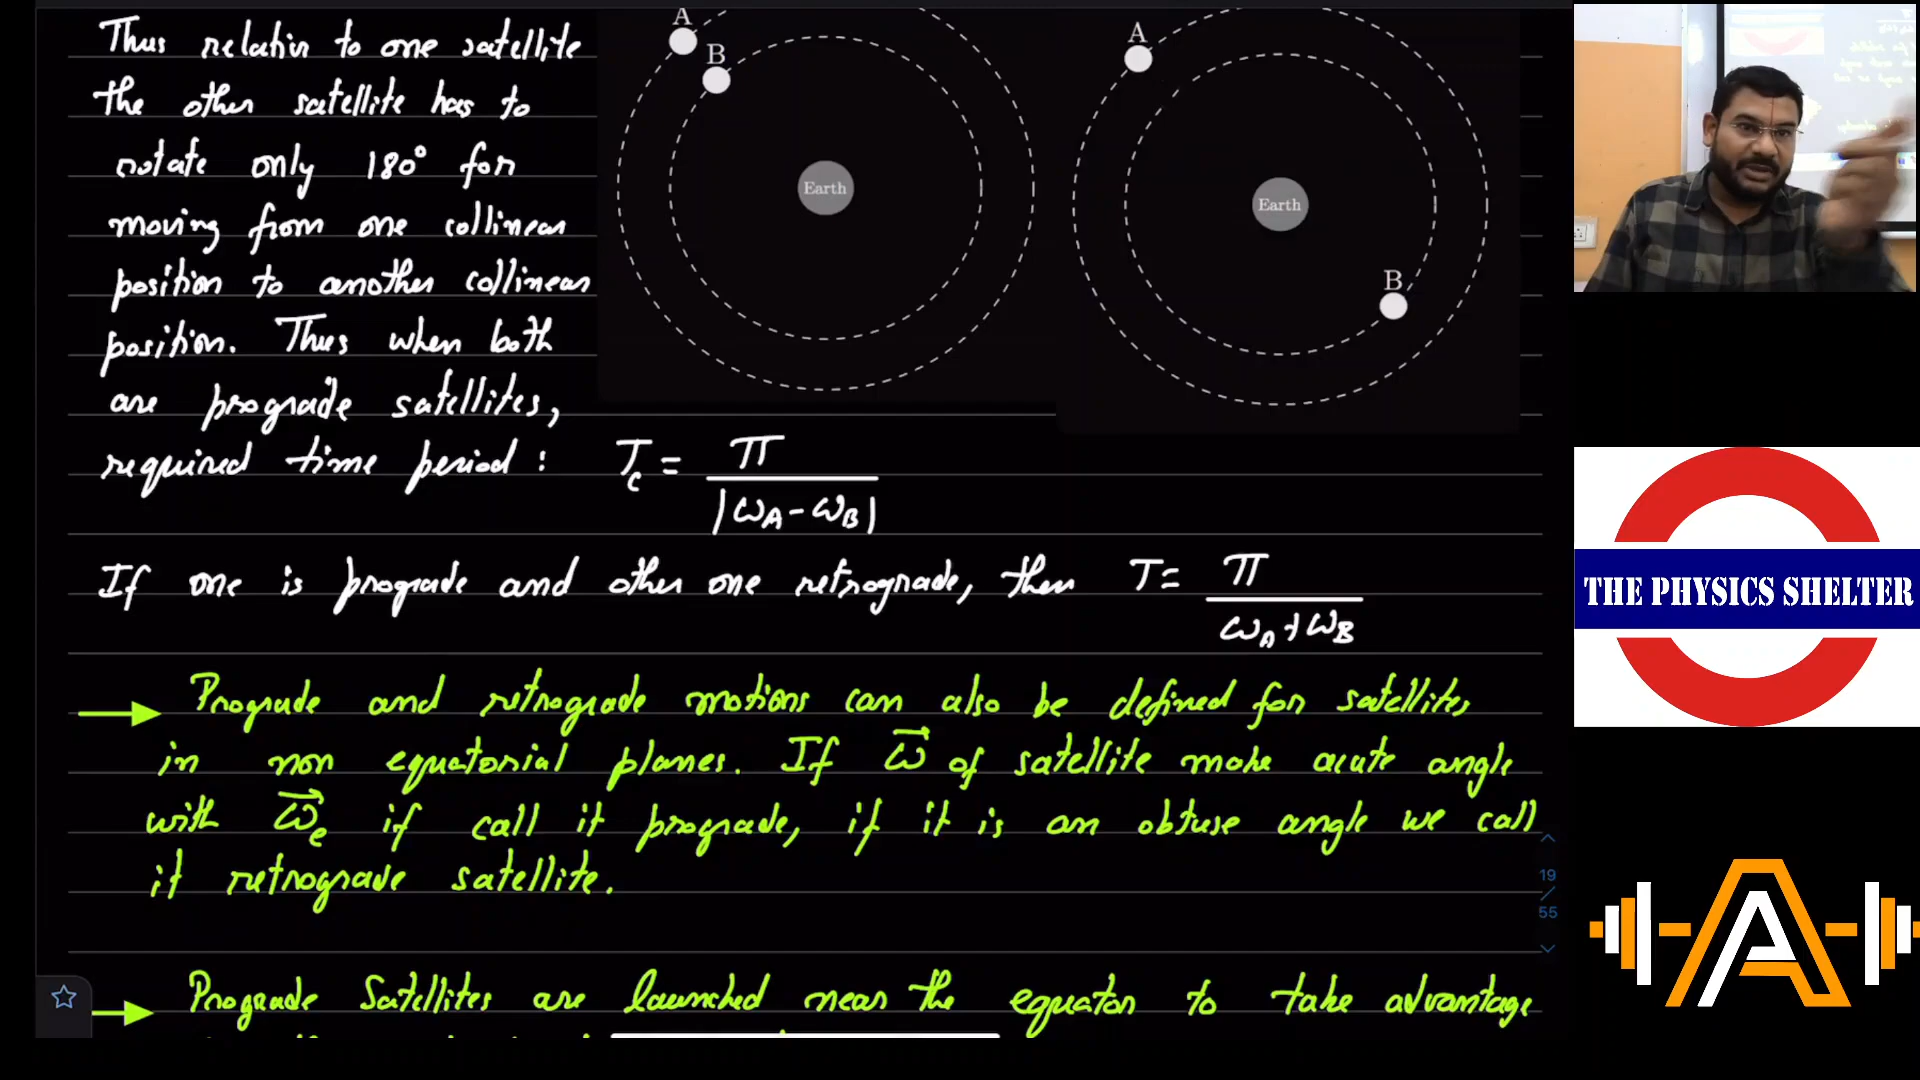 Thus relatin to one satellite
the other satellite has to
rotate only 180° for
moving from one collinear
position to another collinear
position. Thus when both
are prograde satellites,
required time period : T_c = π / |ω_A - ω_B|
A
B
Earth
A
Earth
B
If one is prograde and other one retrograde, then T = π / ω_A + ω_B
→ Prograde and retrograde motions can also be defined for satellites
in non equatorial planes. If ω⃗ of satellite make acute angle
with ω⃗_e if call it prograde, if it is an obtuse angle we call
it retrograde satellite.
→ Prograde Satellites are launched near the equator to take advantage
19
55
THE PHYSICS SHELTER